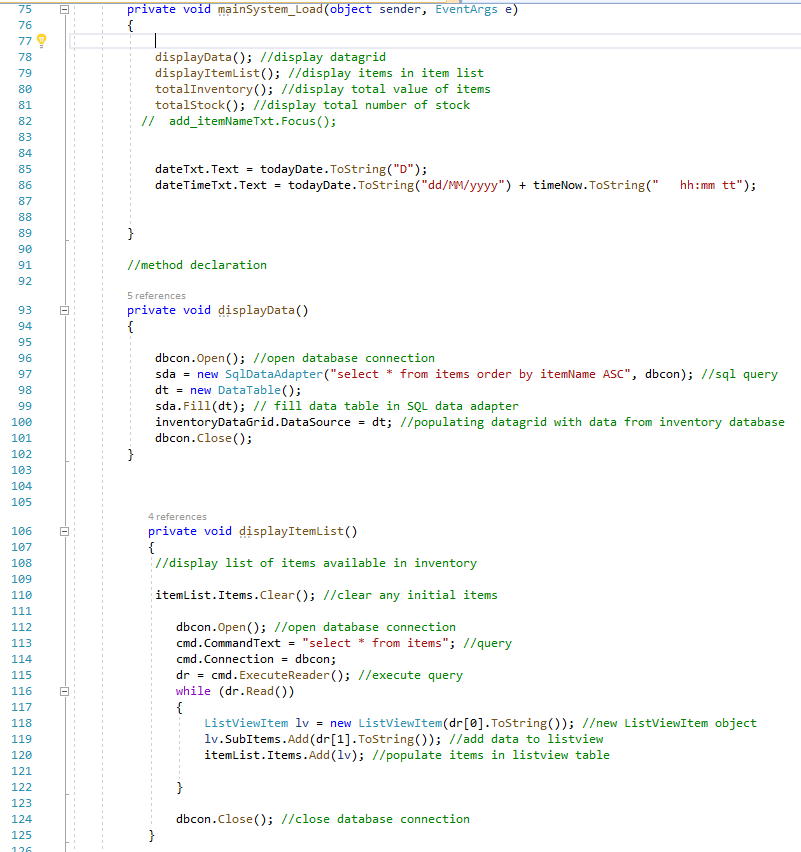 75 private void mainSystem_Load(object sender, EventArgs e)
76 {
77
78 displayData(); //display datagrid
79 displayItemList(); //display items in item list
80 totalInventory(); //display total value of items
81 totalStock(); //display total number of stock
82 // add_itemNameTxt.Focus();
83
84
85 dateTxt.Text = todayDate.ToString("D");
86 dateTimeTxt.Text = todayDate.ToString("dd/MM/yyyy") + timeNow.ToString("   hh:mm tt");
87
88
89 }
90
91 //method declaration
92
5 references
93 private void displayData()
94 {
95
96 dbcon.Open(); //open database connection
97 sda = new SqlDataAdapter("select * from items order by itemName ASC", dbcon); //sql query
98 dt = new DataTable();
99 sda.Fill(dt); // fill data table in SQL data adapter
100 inventoryDataGrid.DataSource = dt; //populating datagrid with data from inventory database
101 dbcon.Close();
102 }
103
104
105
4 references
106 private void displayItemList()
107 {
108 //display list of items available in inventory
109
110 itemList.Items.Clear(); //clear any initial items
111
112 dbcon.Open(); //open database connection
113 cmd.CommandText = "select * from items"; //query
114 cmd.Connection = dbcon;
115 dr = cmd.ExecuteReader(); //execute query
116 while (dr.Read())
117 {
118 ListViewItem lv = new ListViewItem(dr[0].ToString()); //new ListViewItem object
119 lv.SubItems.Add(dr[1].ToString()); //add data to listview
120 itemList.Items.Add(lv); //populate items in listview table
121
122 }
123
124 dbcon.Close(); //close database connection
125 }
126